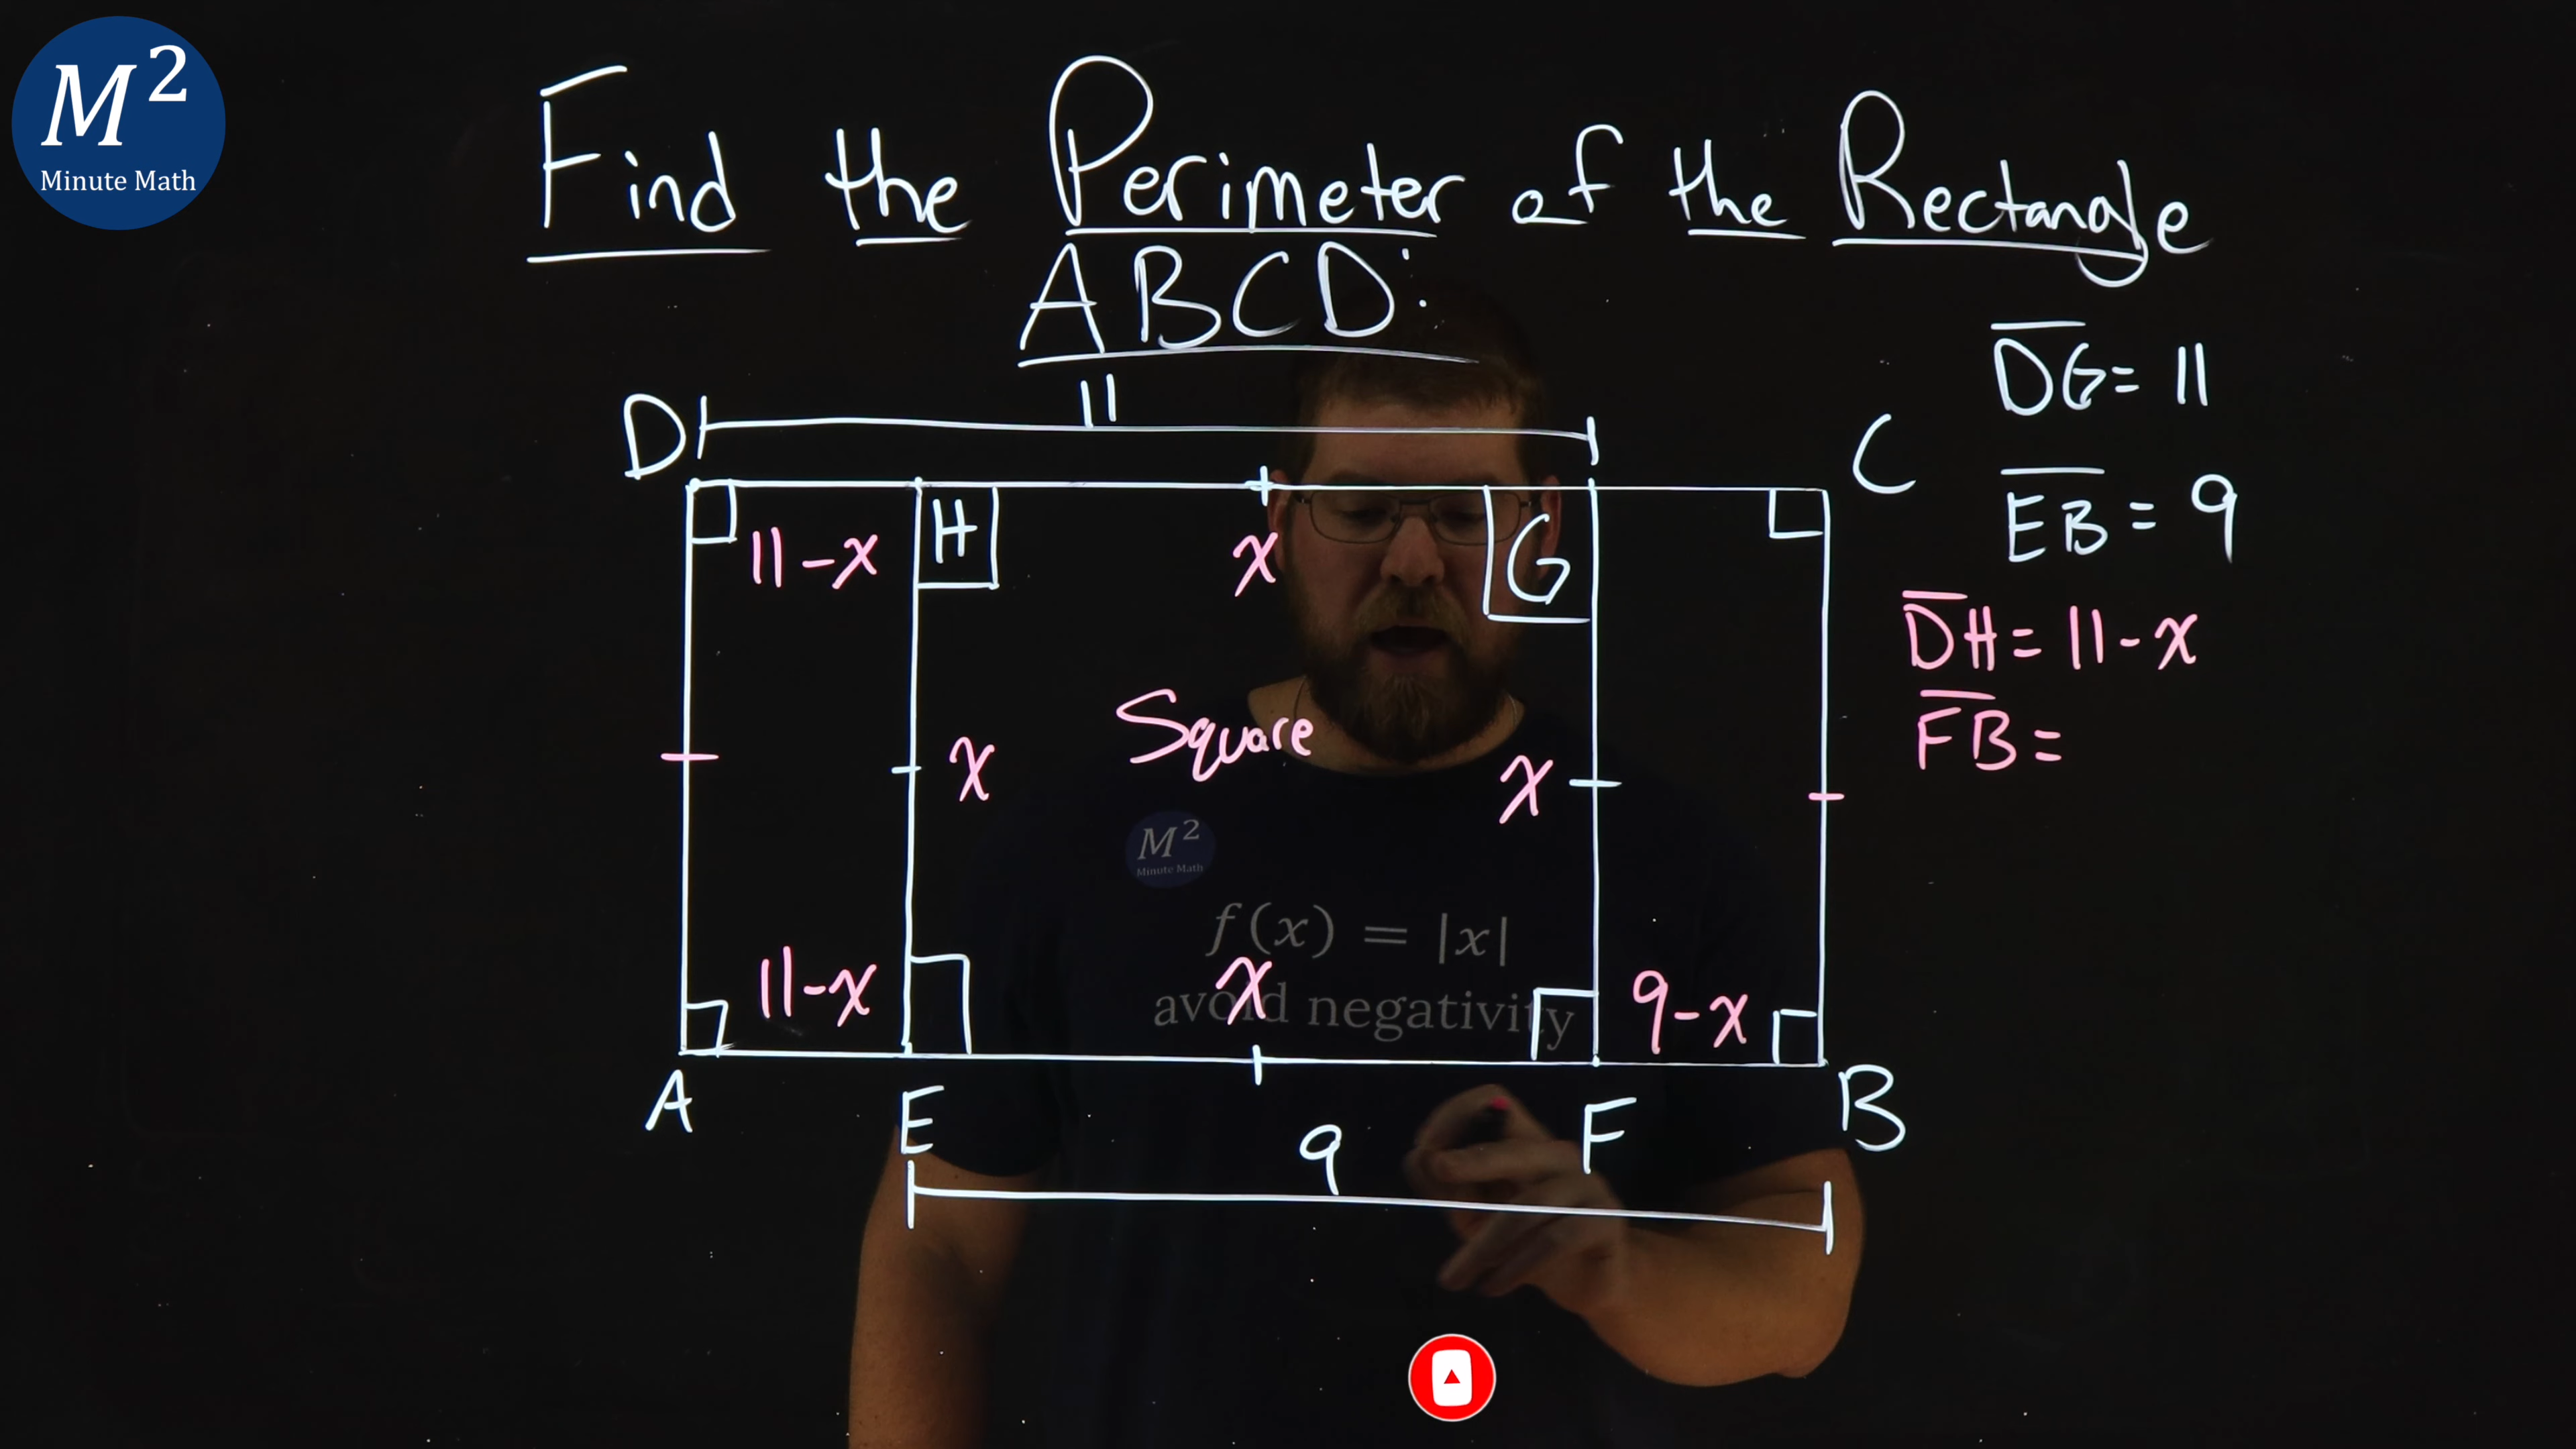 M²
Minute Math
Find the Perimeter of the Rectangle
ABCD:
DG = 11
EB = 9
DH = 11-x
FB =
11
D
C
11-x
H
x
G
Square
x
x
M²
Minute Math
f(x) = |x|
avoid negativity
11-x
x
9-x
A
E
F
B
9